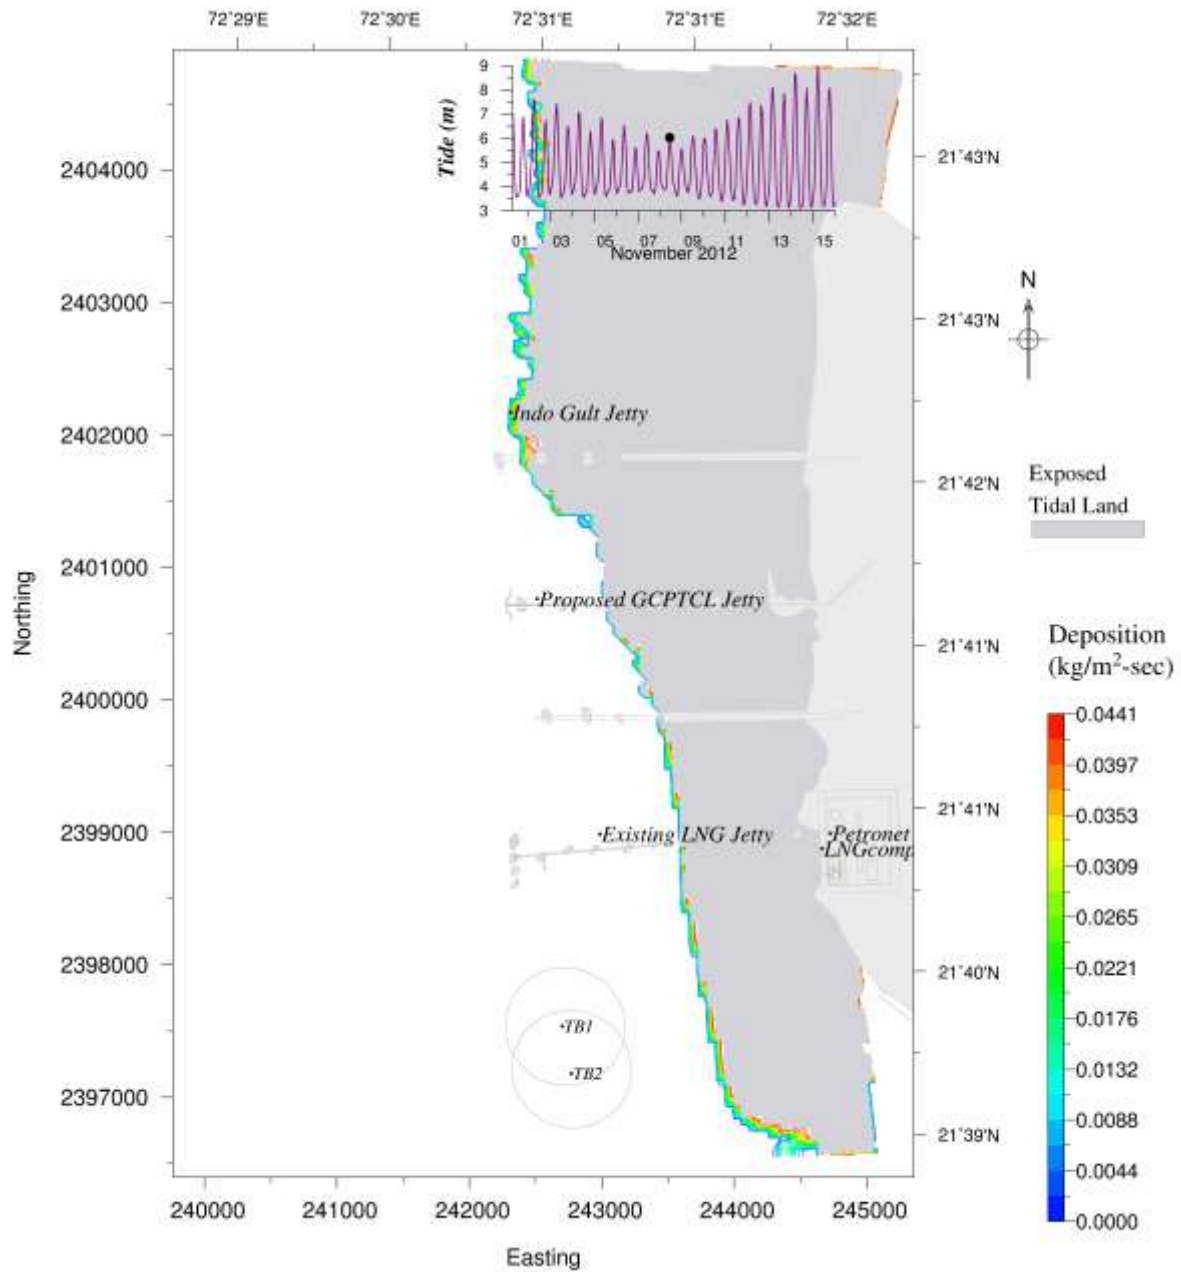 72°29'E 72°30'E 72°31'E 72°31'E 72°32'E
9
8
7
6
5
4
3
Tide (m)
01 03 05 07 09 11 13 15
November 2012
2404000
2403000
2402000
2401000
2400000
2399000
2398000
2397000
Northing
21°43'N
21°43'N
21°42'N
21°41'N
21°41'N
21°40'N
21°39'N
Indo Gult Jetty
Proposed GCPTCL Jetty
Existing LNG Jetty
Petronet
LNGcomp
TB1
TB2
240000 241000 242000 243000 244000 245000
Easting
N
Exposed
Tidal Land
Deposition
(kg/m²-sec)
0.0441
0.0397
0.0353
0.0309
0.0265
0.0221
0.0176
0.0132
0.0088
0.0044
0.0000